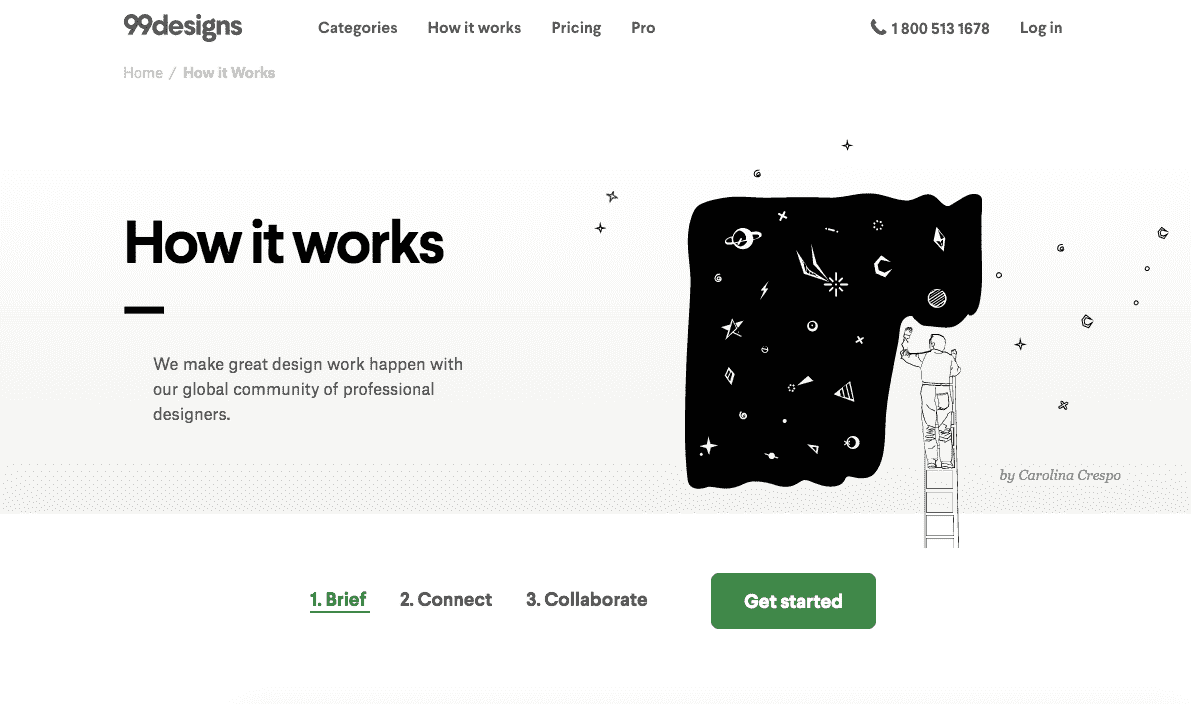 99designs
Categories
How it works
Pricing
Pro
1 800 513 1678
Log in
Home / How it Works
How it works
We make great design work happen with
our global community of professional
designers.
by Carolina Crespo
1. Brief
2. Connect
3. Collaborate
Get started